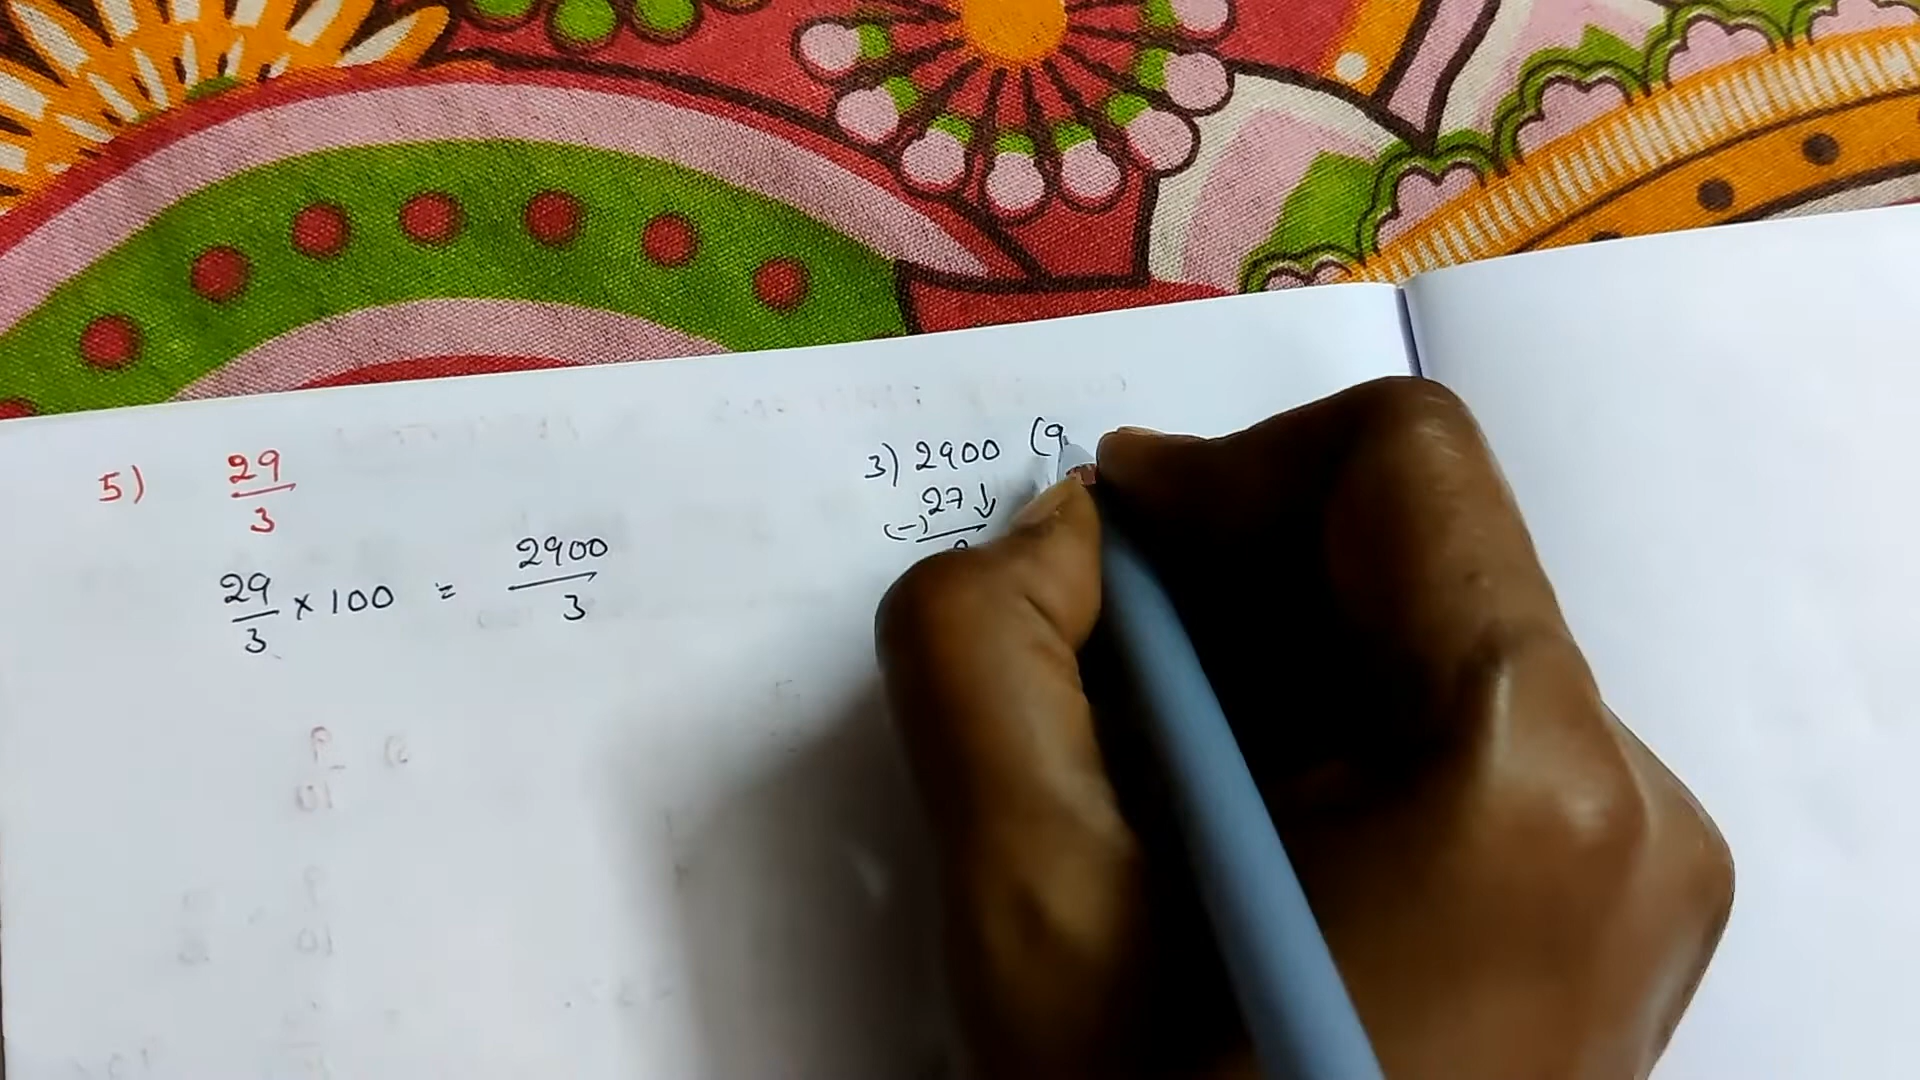 5) 29/3
29/3 × 100 = 2900/3
3) 2900 (9
27↓
(-)